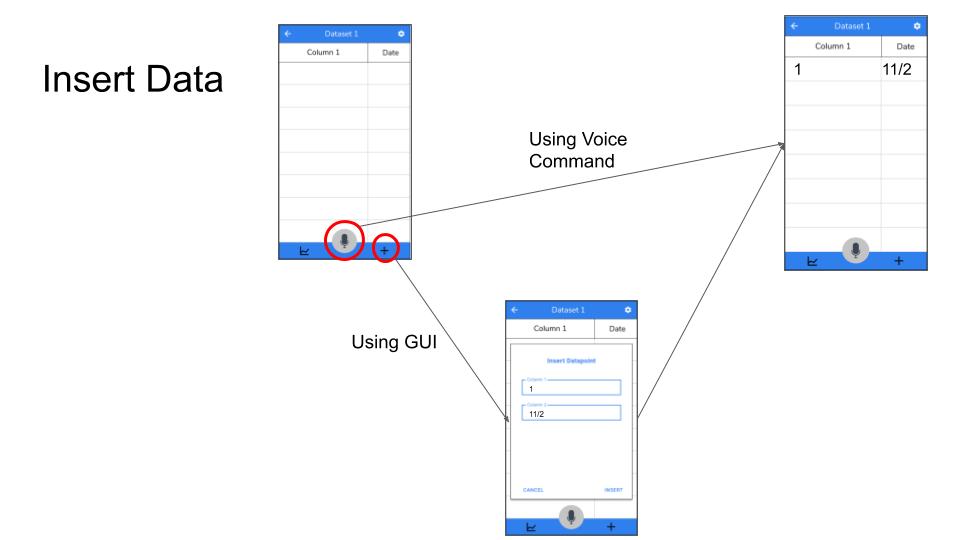 Insert Data
Dataset 1
Column 1 Date
Dataset 1
Column 1 Date
1 11/2
Using Voice
Command
Using GUI
Dataset 1
Column 1 Date
Insert Datapoint
Column 1
1
Column 2
11/2
CANCEL INSERT